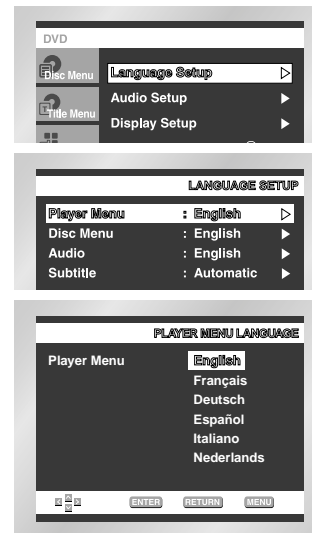 DVD
Disc Menu
Language Setup
Title Menu
Audio Setup
Display Setup
LANGUAGE SETUP
Player Menu : English
Disc Menu : English
Audio : English
Subtitle : Automatic
PLAYER MENU LANGUAGE
Player Menu English
Français
Deutsch
Español
Italiano
Nederlands
ENTER RETURN MENU